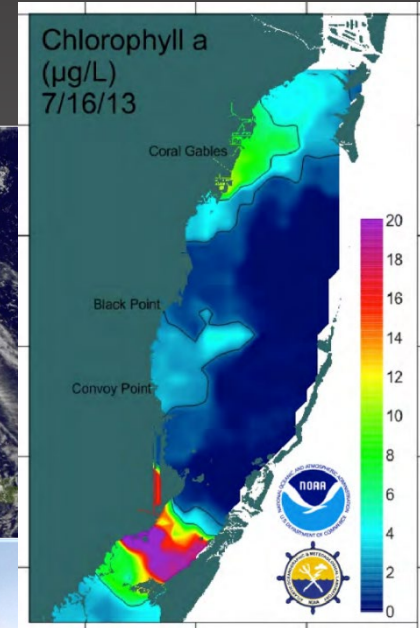 Chlorophyll a
(µg/L)
7/16/13
Coral Gables
Black Point
Convoy Point
20
18
16
14
12
10
8
6
4
2
0
NOAA